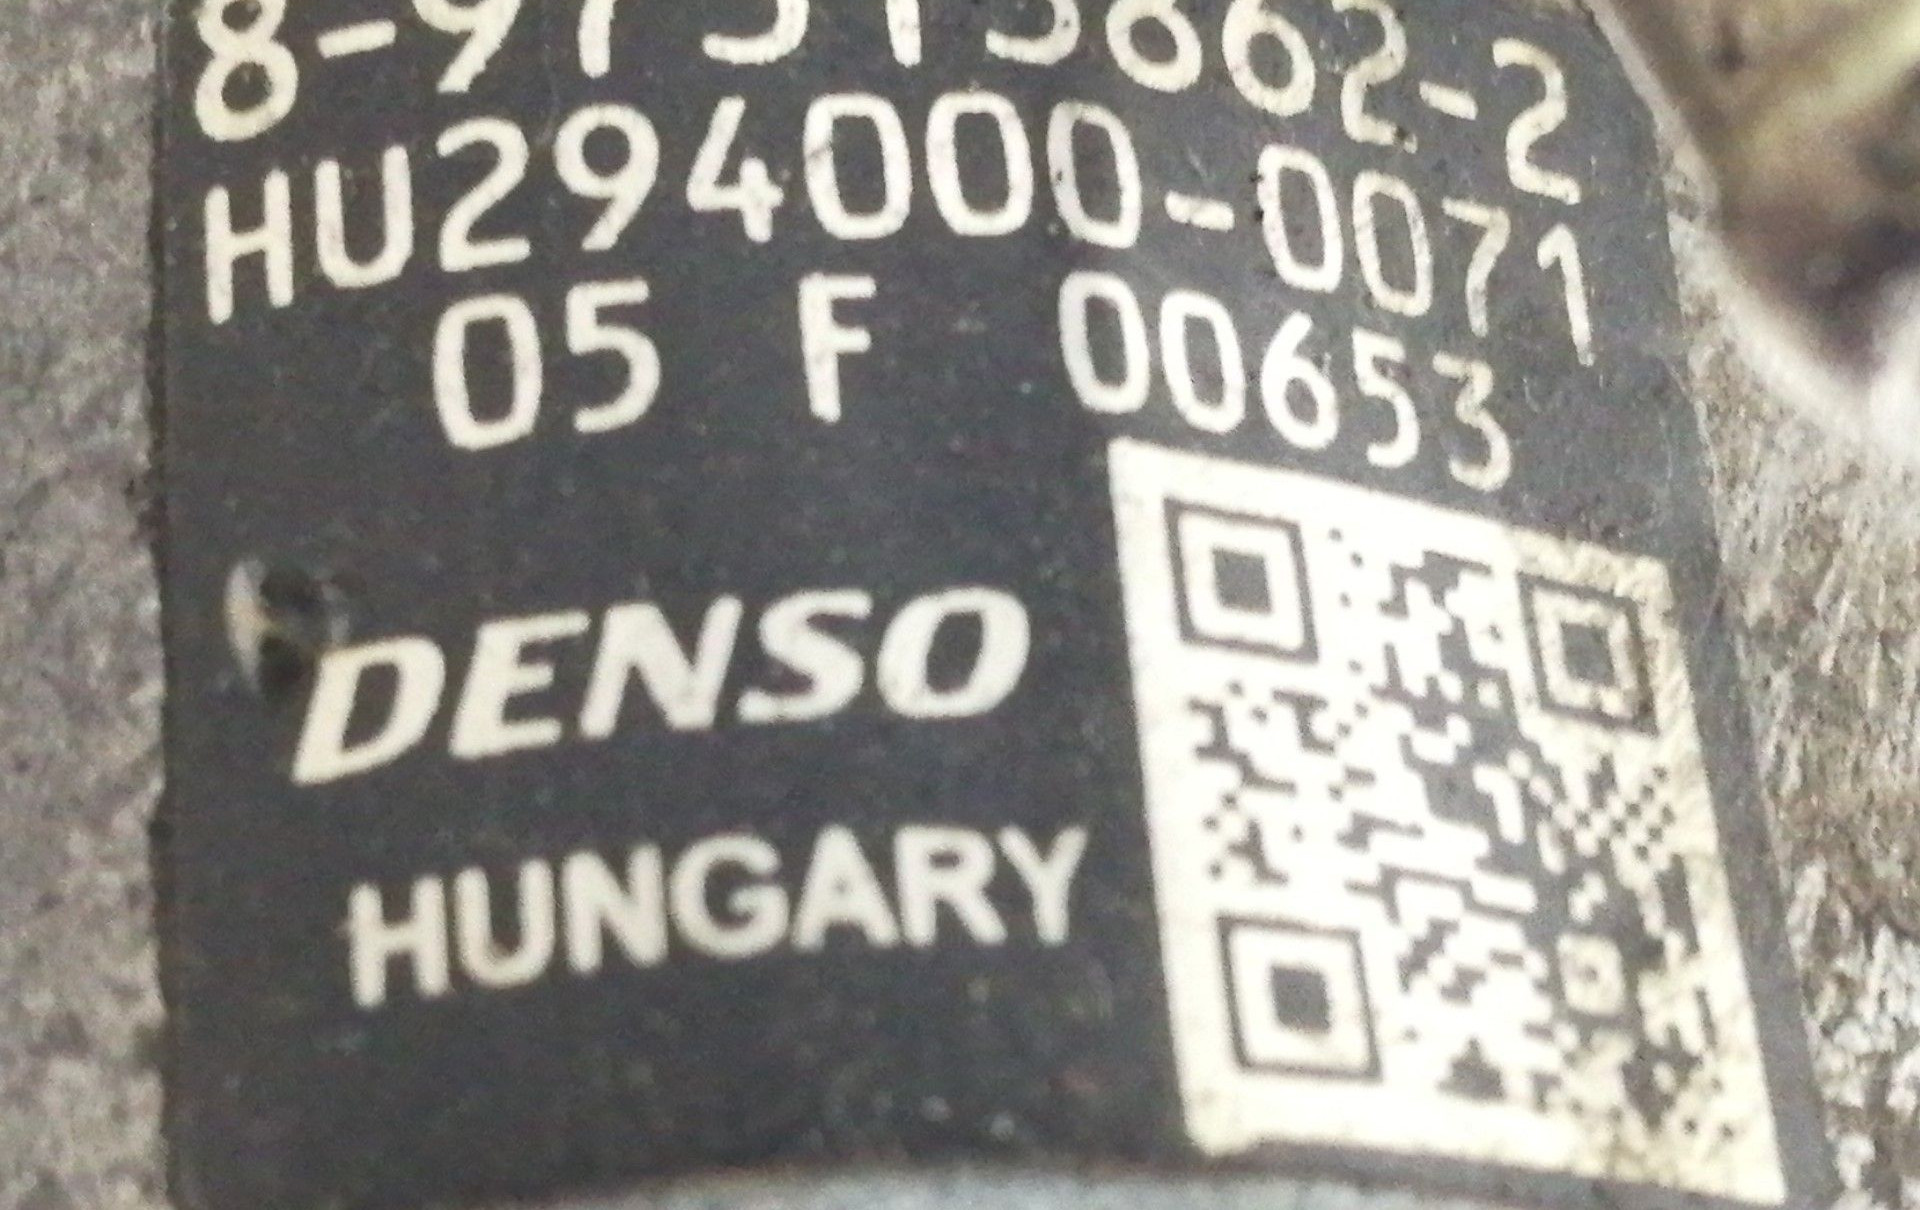 8-97313862-2
HU294000-0071
05 F 00653
DENSO
HUNGARY